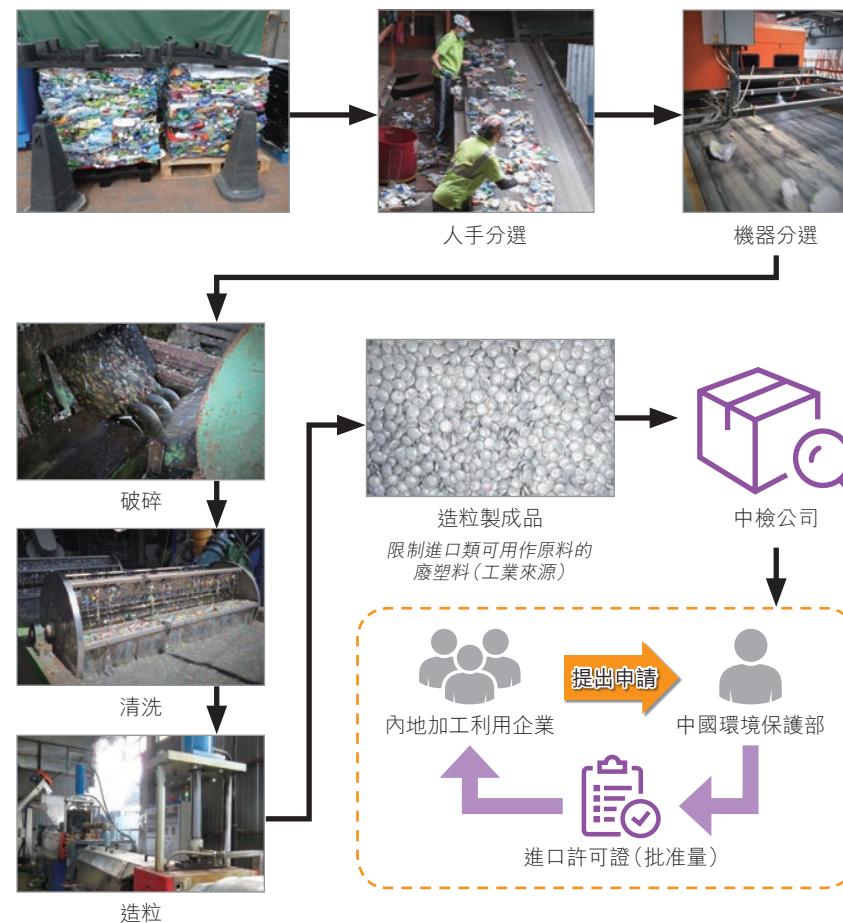 人手分選
機器分選
破碎
造粒製成品
限制進口類可用作原料的
廢塑料(工業來源)
中檢公司
清洗
提出申請
內地加工利用企業
中國環境保護部
進口許可證(批准量)
造粒